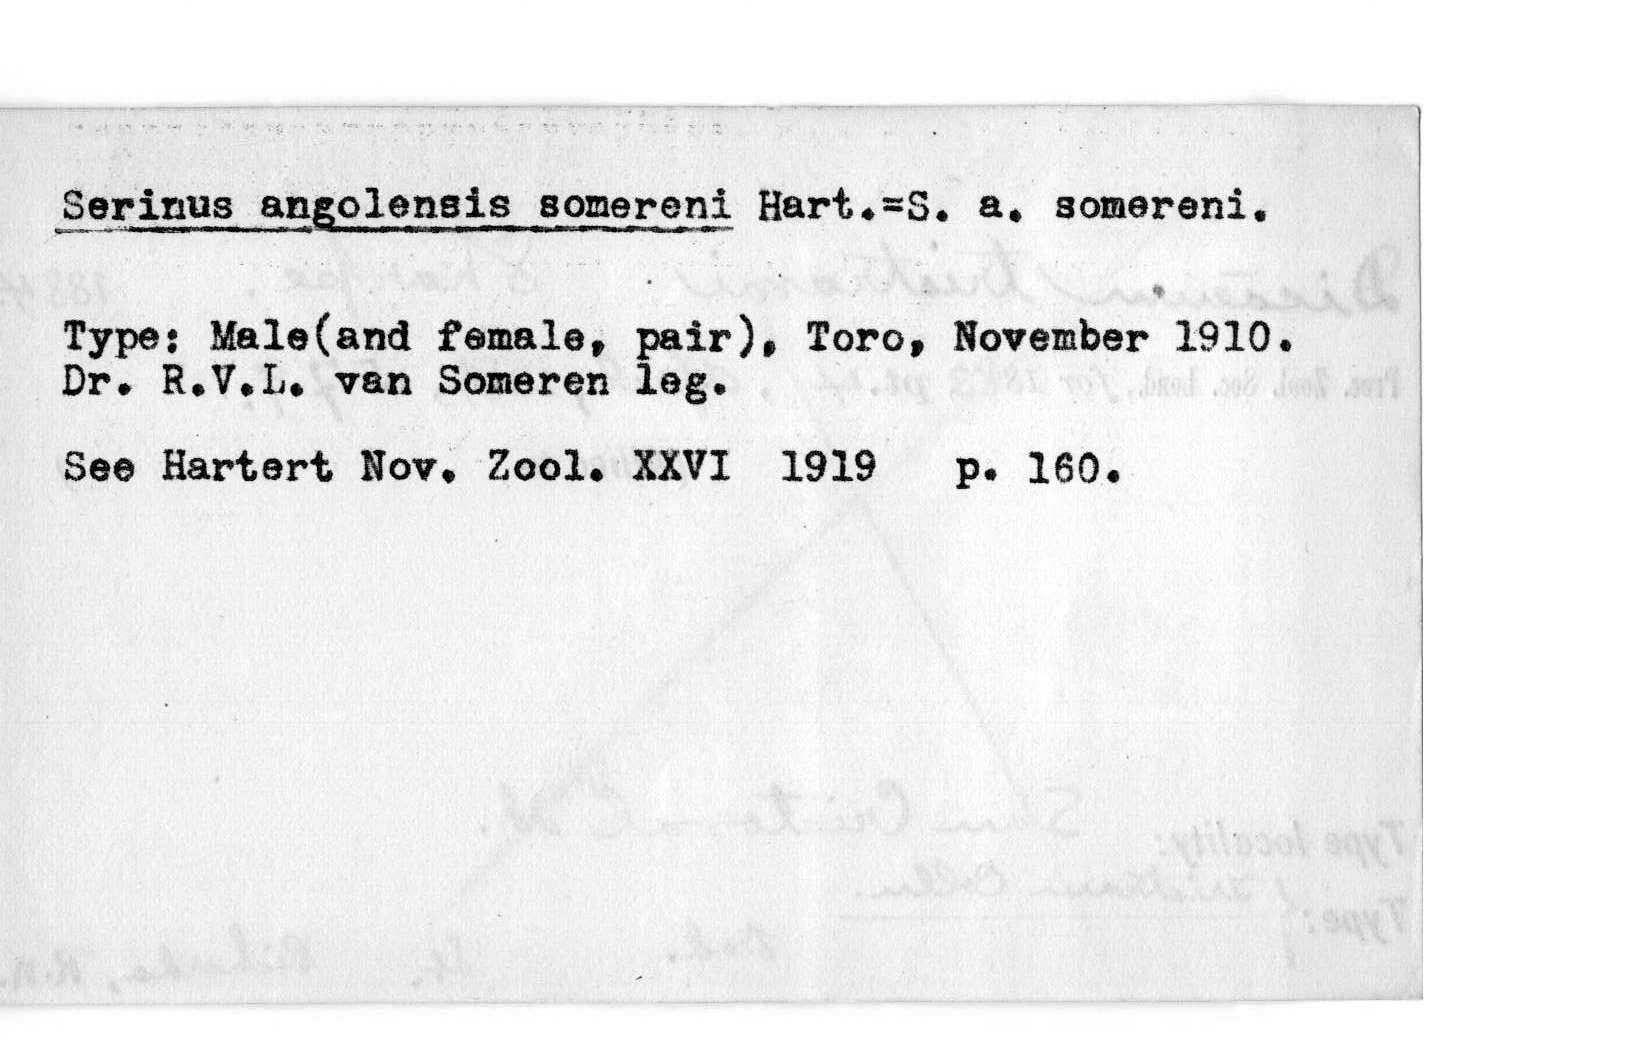 Serinus angolensis somereni Hart.=S. a. somereni.
Type: Male(and female, pair), Toro, November 1910.
Dr. R.V.L. van Someren leg.
See Hartert Nov. Zool. XXVI 1919 p. 160.